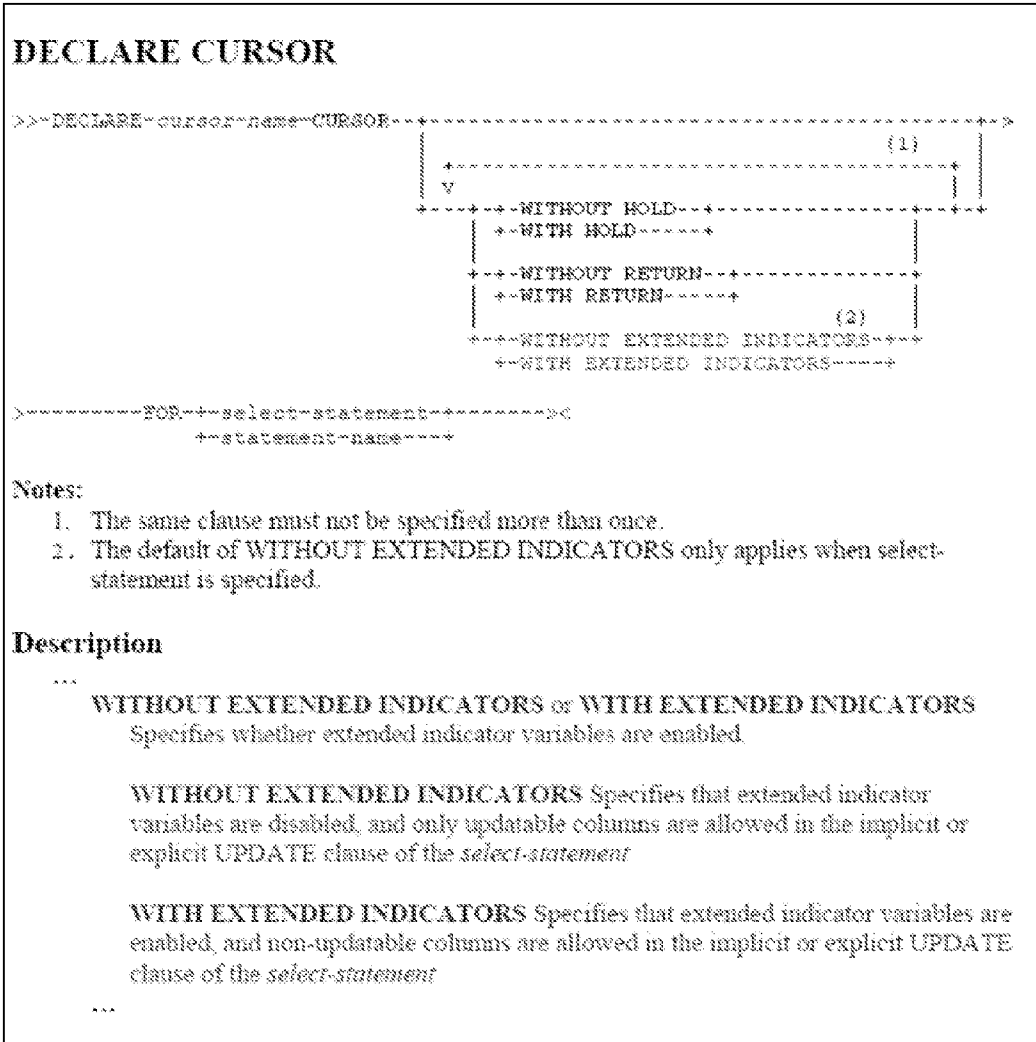 DECLARE CURSOR
>>-DECLARE-cursor-name-CURSOR--+-----------------------------------+->
(1)
+-------------------------------+
V
+---+-+-WITHOUT HOLD--+---------------+--+-+
+-WITH HOLD------+
+-+-WITHOUT RETURN--+-------------+
+-WITH RETURN-----+
(2)
+-+-WITHOUT EXTENDED INDICATORS-+-+
+-WITH EXTENDED INDICATORS----+
>---------FOR-+-select-statement-+-------><
+-statement-name---+
Notes:
1. The same clause must not be specified more than once.
2. The default of WITHOUT EXTENDED INDICATORS only applies when select-
statement is specified.
Description
...
WITHOUT EXTENDED INDICATORS or WITH EXTENDED INDICATORS
Specifies whether extended indicator variables are enabled.
WITHOUT EXTENDED INDICATORS Specifies that extended indicator
variables are disabled, and only updatable columns are allowed in the implicit or
explicit UPDATE clause of the select-statement
WITH EXTENDED INDICATORS Specifies that extended indicator variables are
enabled, and non-updatable columns are allowed in the implicit or explicit UPDATE
clause of the select-statement
...